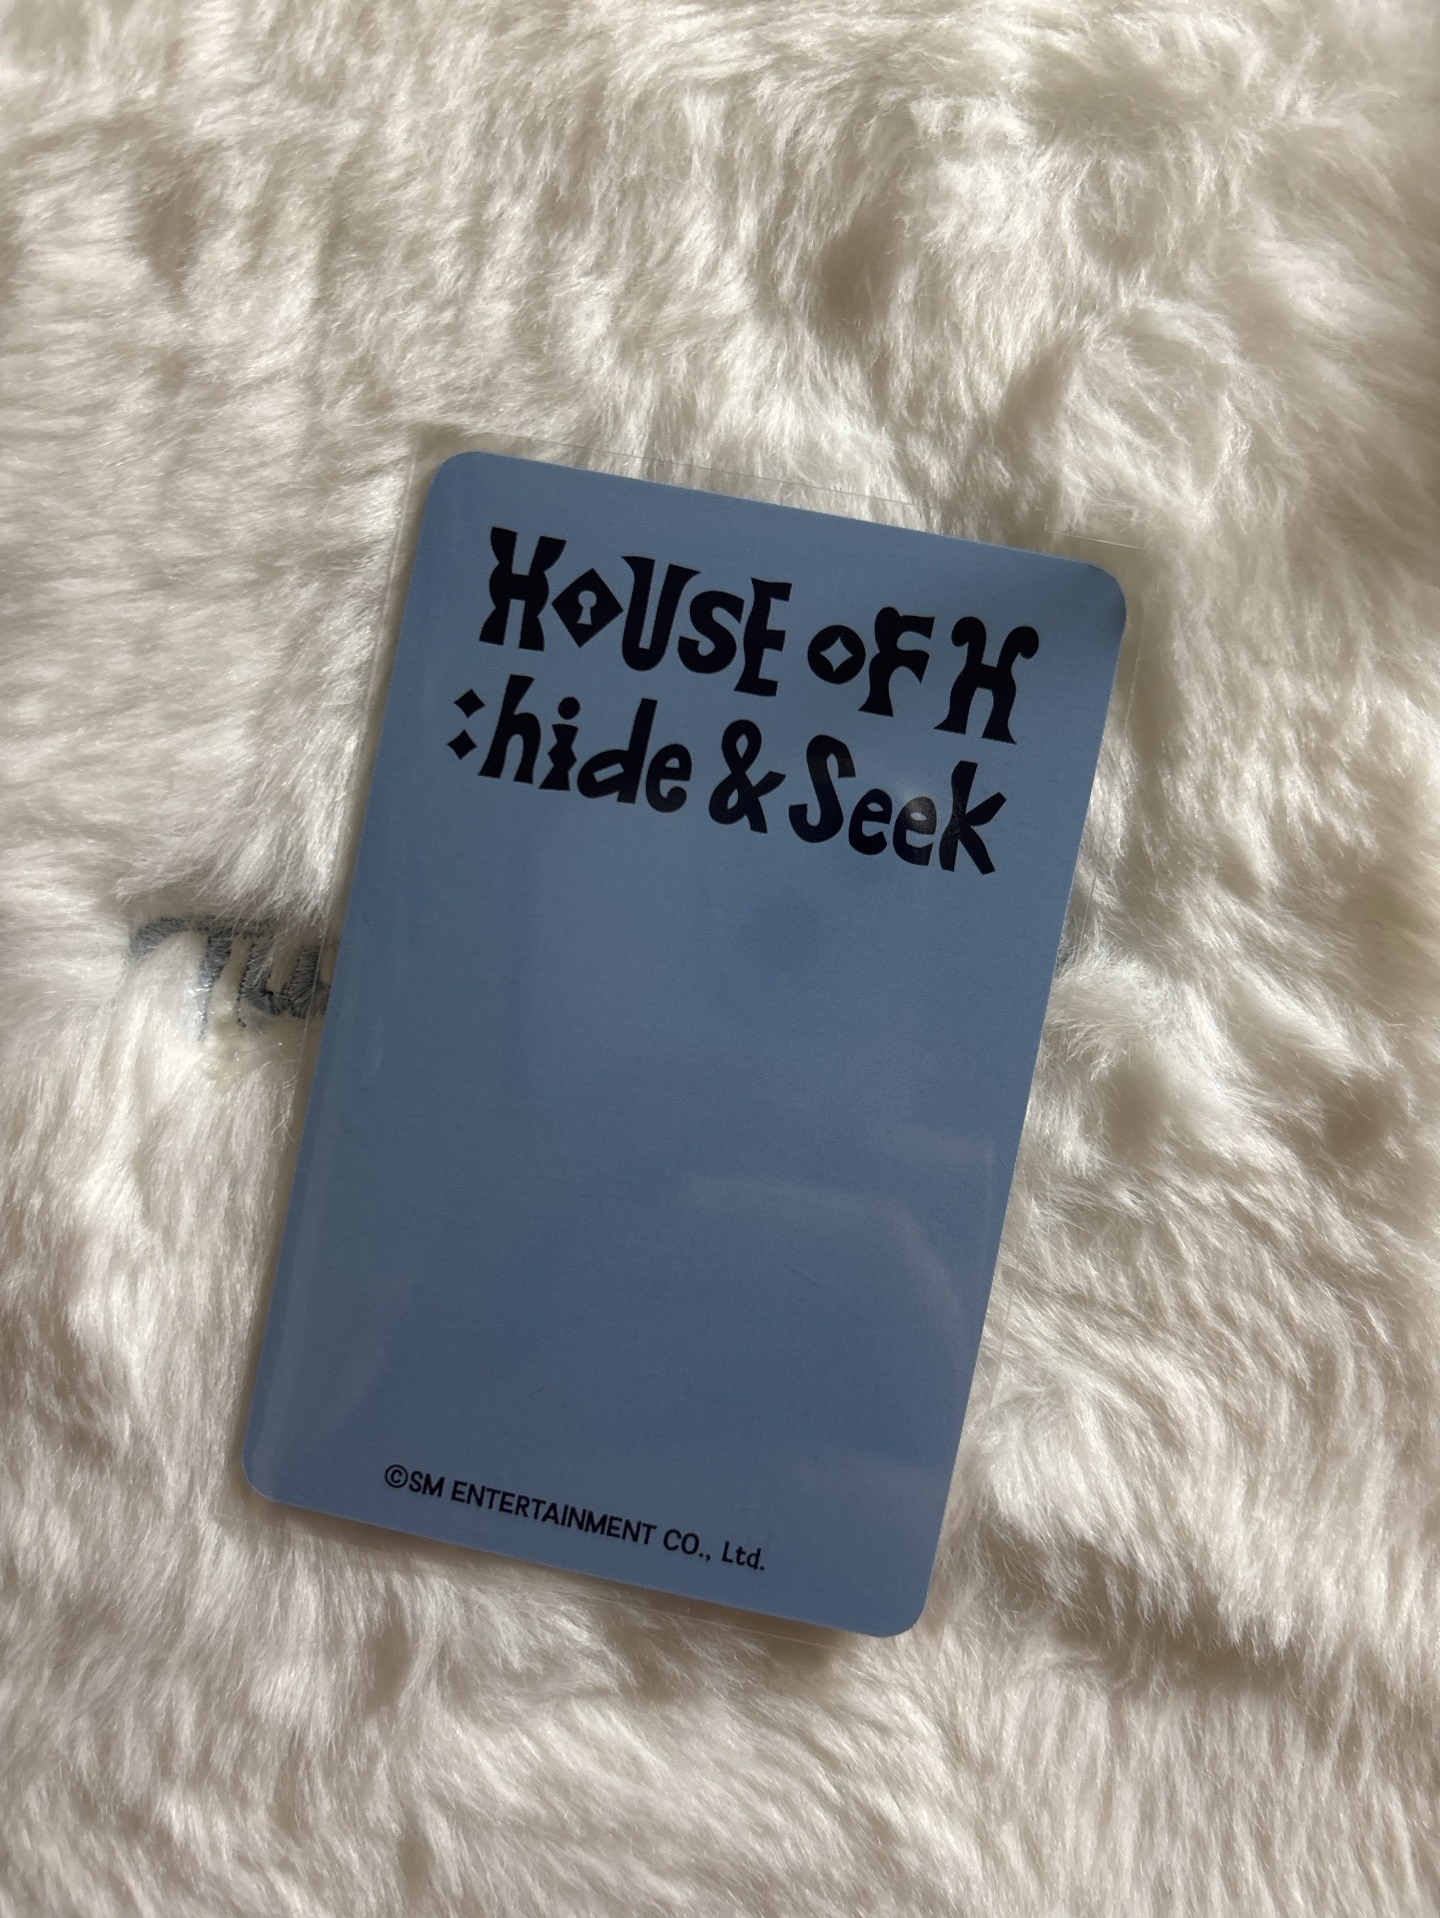 HOUSE OF H
:hide & Seek
©SM ENTERTAINMENT CO., Ltd.